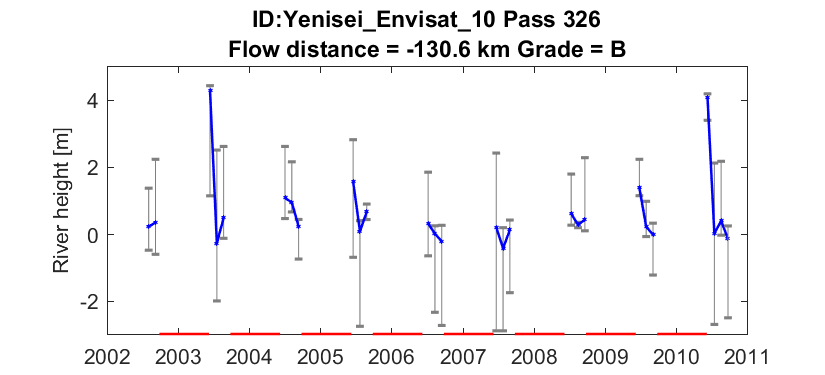 ID:Yenisei_Envisat_10 Pass 326
Flow distance = -130.6 km Grade = B
River height [m]
4
2
0
-2
2002 2003 2004 2005 2006 2007 2008 2009 2010 2011